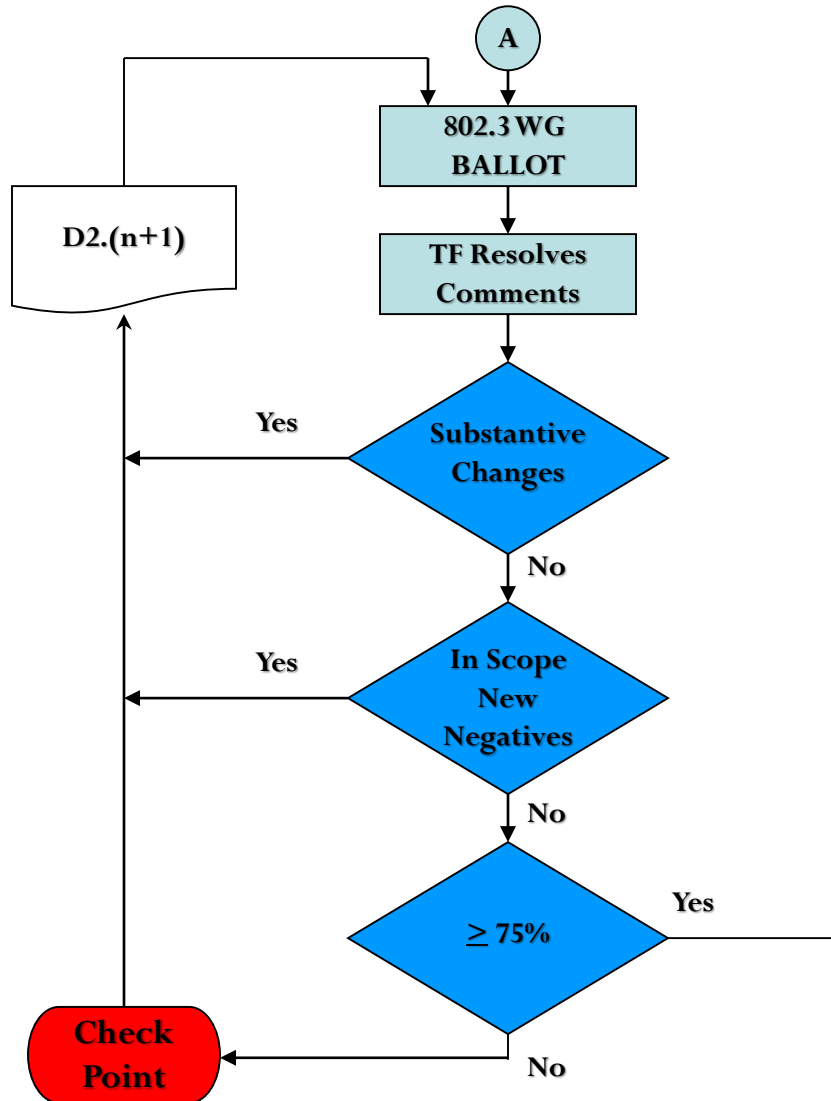 A
802.3 WG
BALLOT
D2.(n+1)
TF Resolves
Comments
Yes
Substantive
Changes
No
Yes
In Scope
New
Negatives
No
Yes
≥ 75%
Check
Point
No